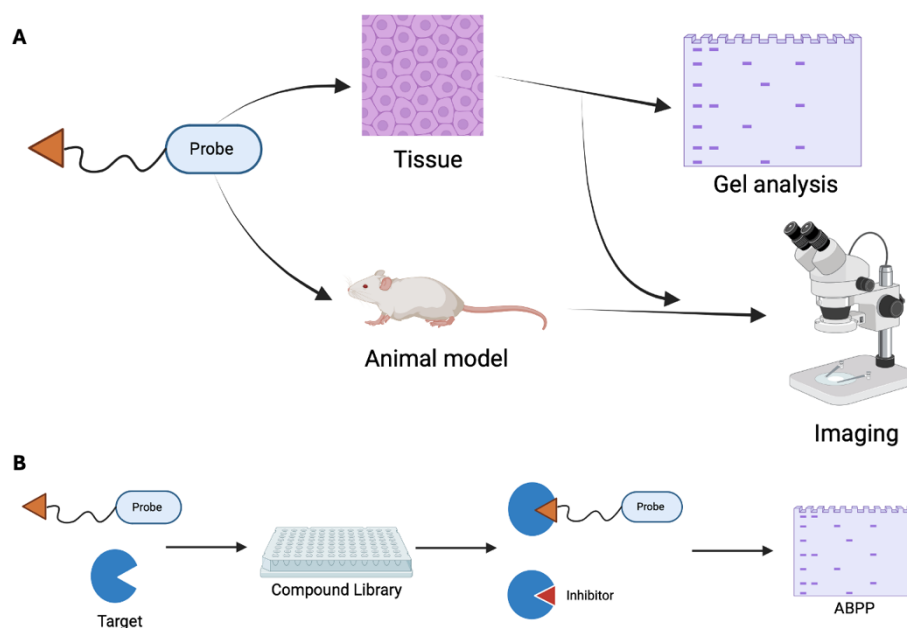 A
Probe
Tissue
Gel analysis
Animal model
Imaging
B
Probe
Target
Compound Library
Probe
Inhibitor
ABPP